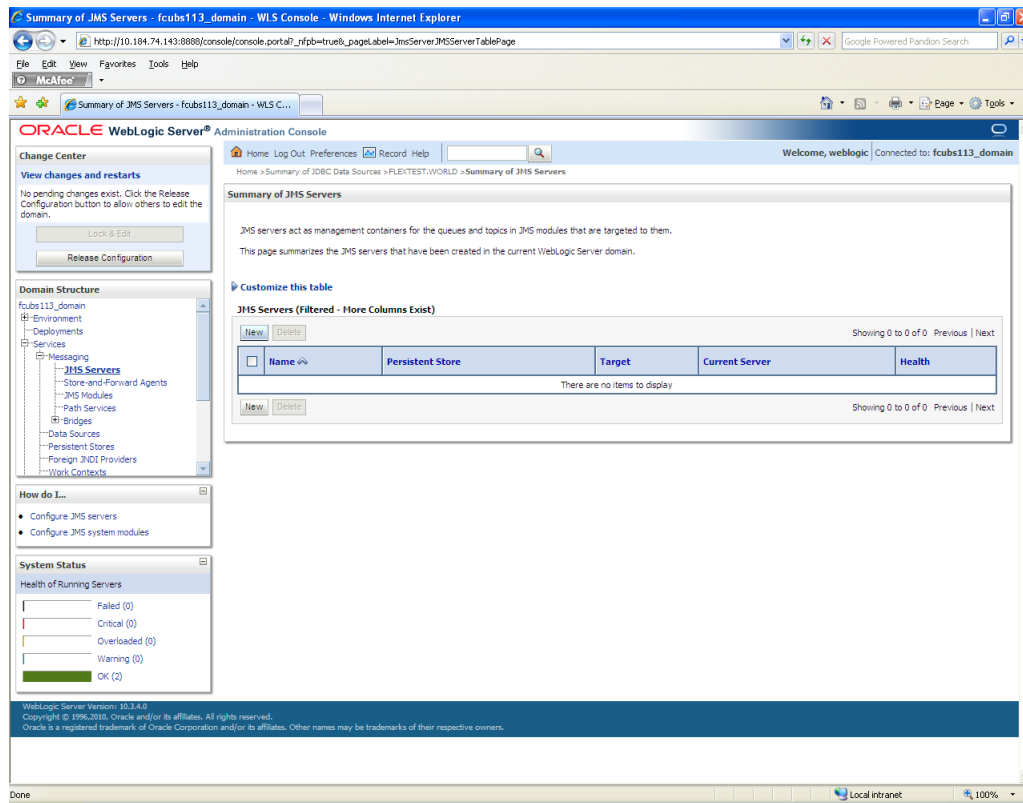 Summary of JMS Servers - fcubs113_domain - WLS Console - Windows Internet Explorer
http://10.184.74.143:8888/console/console.portal?_nfpb=true&_pageLabel=JmsServerJMSServerTablePage
Google Powered Pandion Search
File Edit View Favorites Tools Help
McAfee
Summary of JMS Servers - fcubs113_domain - WLS C...
Page Tools
ORACLE WebLogic Server® Administration Console
Change Center
View changes and restarts
No pending changes exist. Click the Release
Configuration button to allow others to edit the
domain.
Lock & Edit
Release Configuration
Domain Structure
fcubs113_domain
Environment
Deployments
Services
Messaging
JMS Servers
Store-and-Forward Agents
JMS Modules
Path Services
Bridges
Data Sources
Persistent Stores
Foreign JNDI Providers
Work Contexts
How do I...
Configure JMS servers
Configure JMS system modules
System Status
Health of Running Servers
Failed (0)
Critical (0)
Overloaded (0)
Warning (0)
OK (2)
Home Log Out Preferences Record Help
Welcome, weblogic Connected to: fcubs113_domain
Home >Summary of JDBC Data Sources >FLEXTEST.WORLD >Summary of JMS Servers
Summary of JMS Servers
JMS servers act as management containers for the queues and topics in JMS modules that are targeted to them.
This page summarizes the JMS servers that have been created in the current WebLogic Server domain.
Customize this table
JMS Servers (Filtered - More Columns Exist)
New Delete Showing 0 to 0 of 0 Previous | Next
Name Persistent Store Target Current Server Health
There are no items to display
New Delete Showing 0 to 0 of 0 Previous | Next
WebLogic Server Version: 10.3.4.0
Copyright © 1996,2010, Oracle and/or its affiliates. All rights reserved.
Oracle is a registered trademark of Oracle Corporation and/or its affiliates. Other names may be trademarks of their respective owners.
Done Local intranet 100%